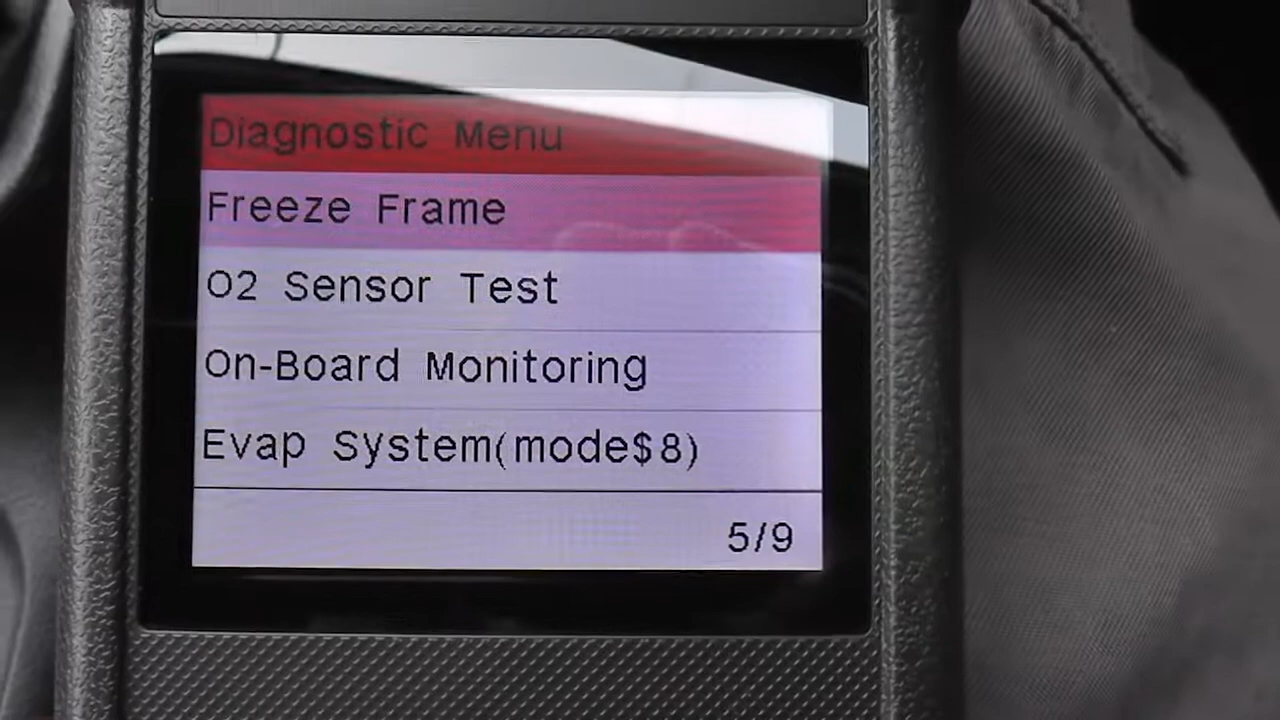 Diagnostic Menu
Freeze Frame
O2 Sensor Test
On-Board Monitoring
Evap System(mode$8)
5/9